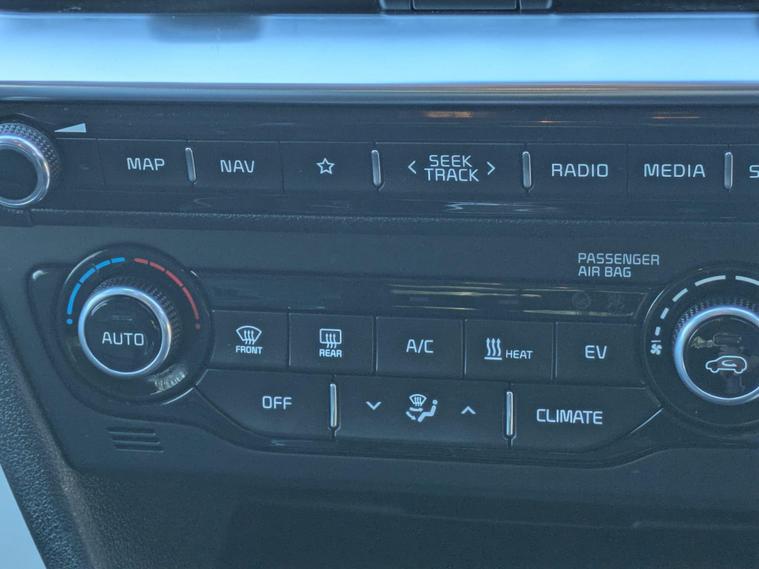 MAP
NAV
SEEK
TRACK
RADIO
MEDIA
PASSENGER
AIR BAG
AUTO
FRONT
REAR
A/C
HEAT
EV
OFF
CLIMATE